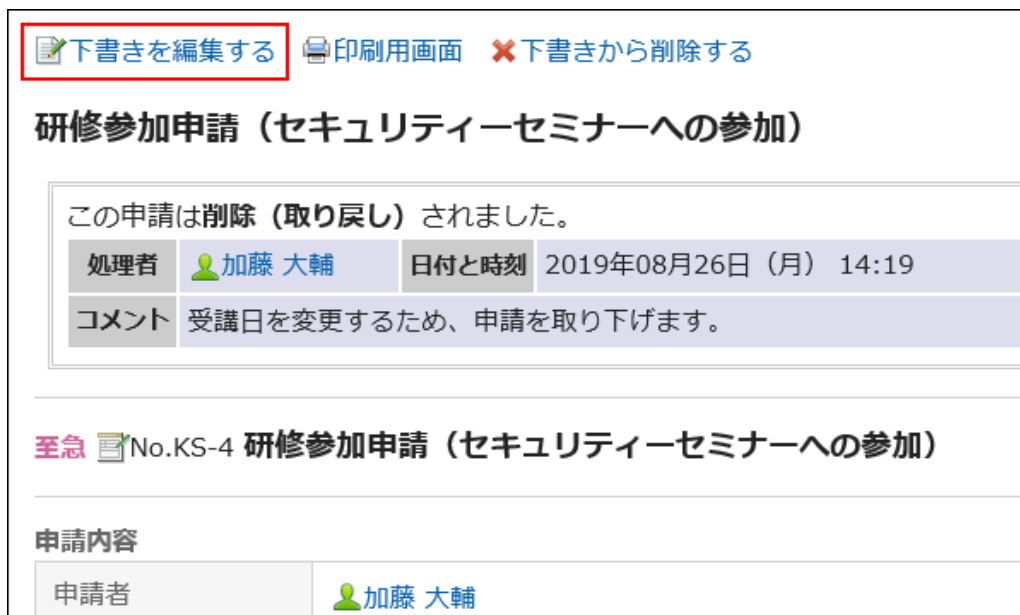 下書きを編集する 印刷用画面 下書きから削除する
研修参加申請（セキュリティーセミナーへの参加）
この申請は削除（取り戻し）されました。
処理者 加藤 大輔 日付と時刻 2019年08月26日（月） 14:19
コメント 受講日を変更するため、申請を取り下げます。
至急 No.KS-4 研修参加申請（セキュリティーセミナーへの参加）
申請内容
申請者 加藤 大輔